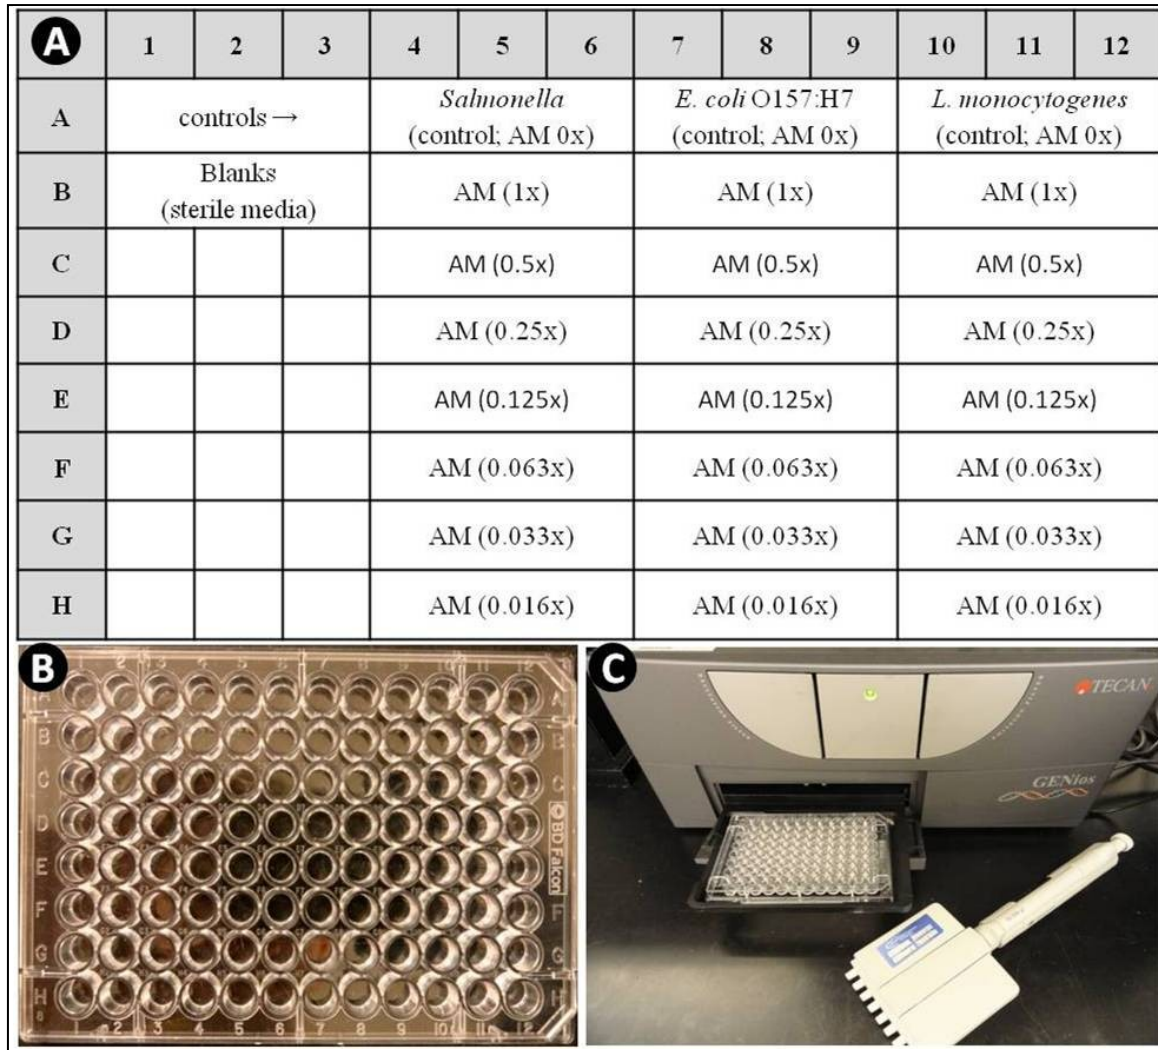 A 1 2 3 4 5 6 7 8 9 10 11 12
A controls → Salmonella (control; AM 0x) E. coli O157:H7 (control; AM 0x) L. monocytogenes (control; AM 0x)
B Blanks (sterile media) AM (1x) AM (1x) AM (1x)
C AM (0.5x) AM (0.5x) AM (0.5x)
D AM (0.25x) AM (0.25x) AM (0.25x)
E AM (0.125x) AM (0.125x) AM (0.125x)
F AM (0.063x) AM (0.063x) AM (0.063x)
G AM (0.033x) AM (0.033x) AM (0.033x)
H AM (0.016x) AM (0.016x) AM (0.016x)
B
BD Falcon
C
TECAN
GENios